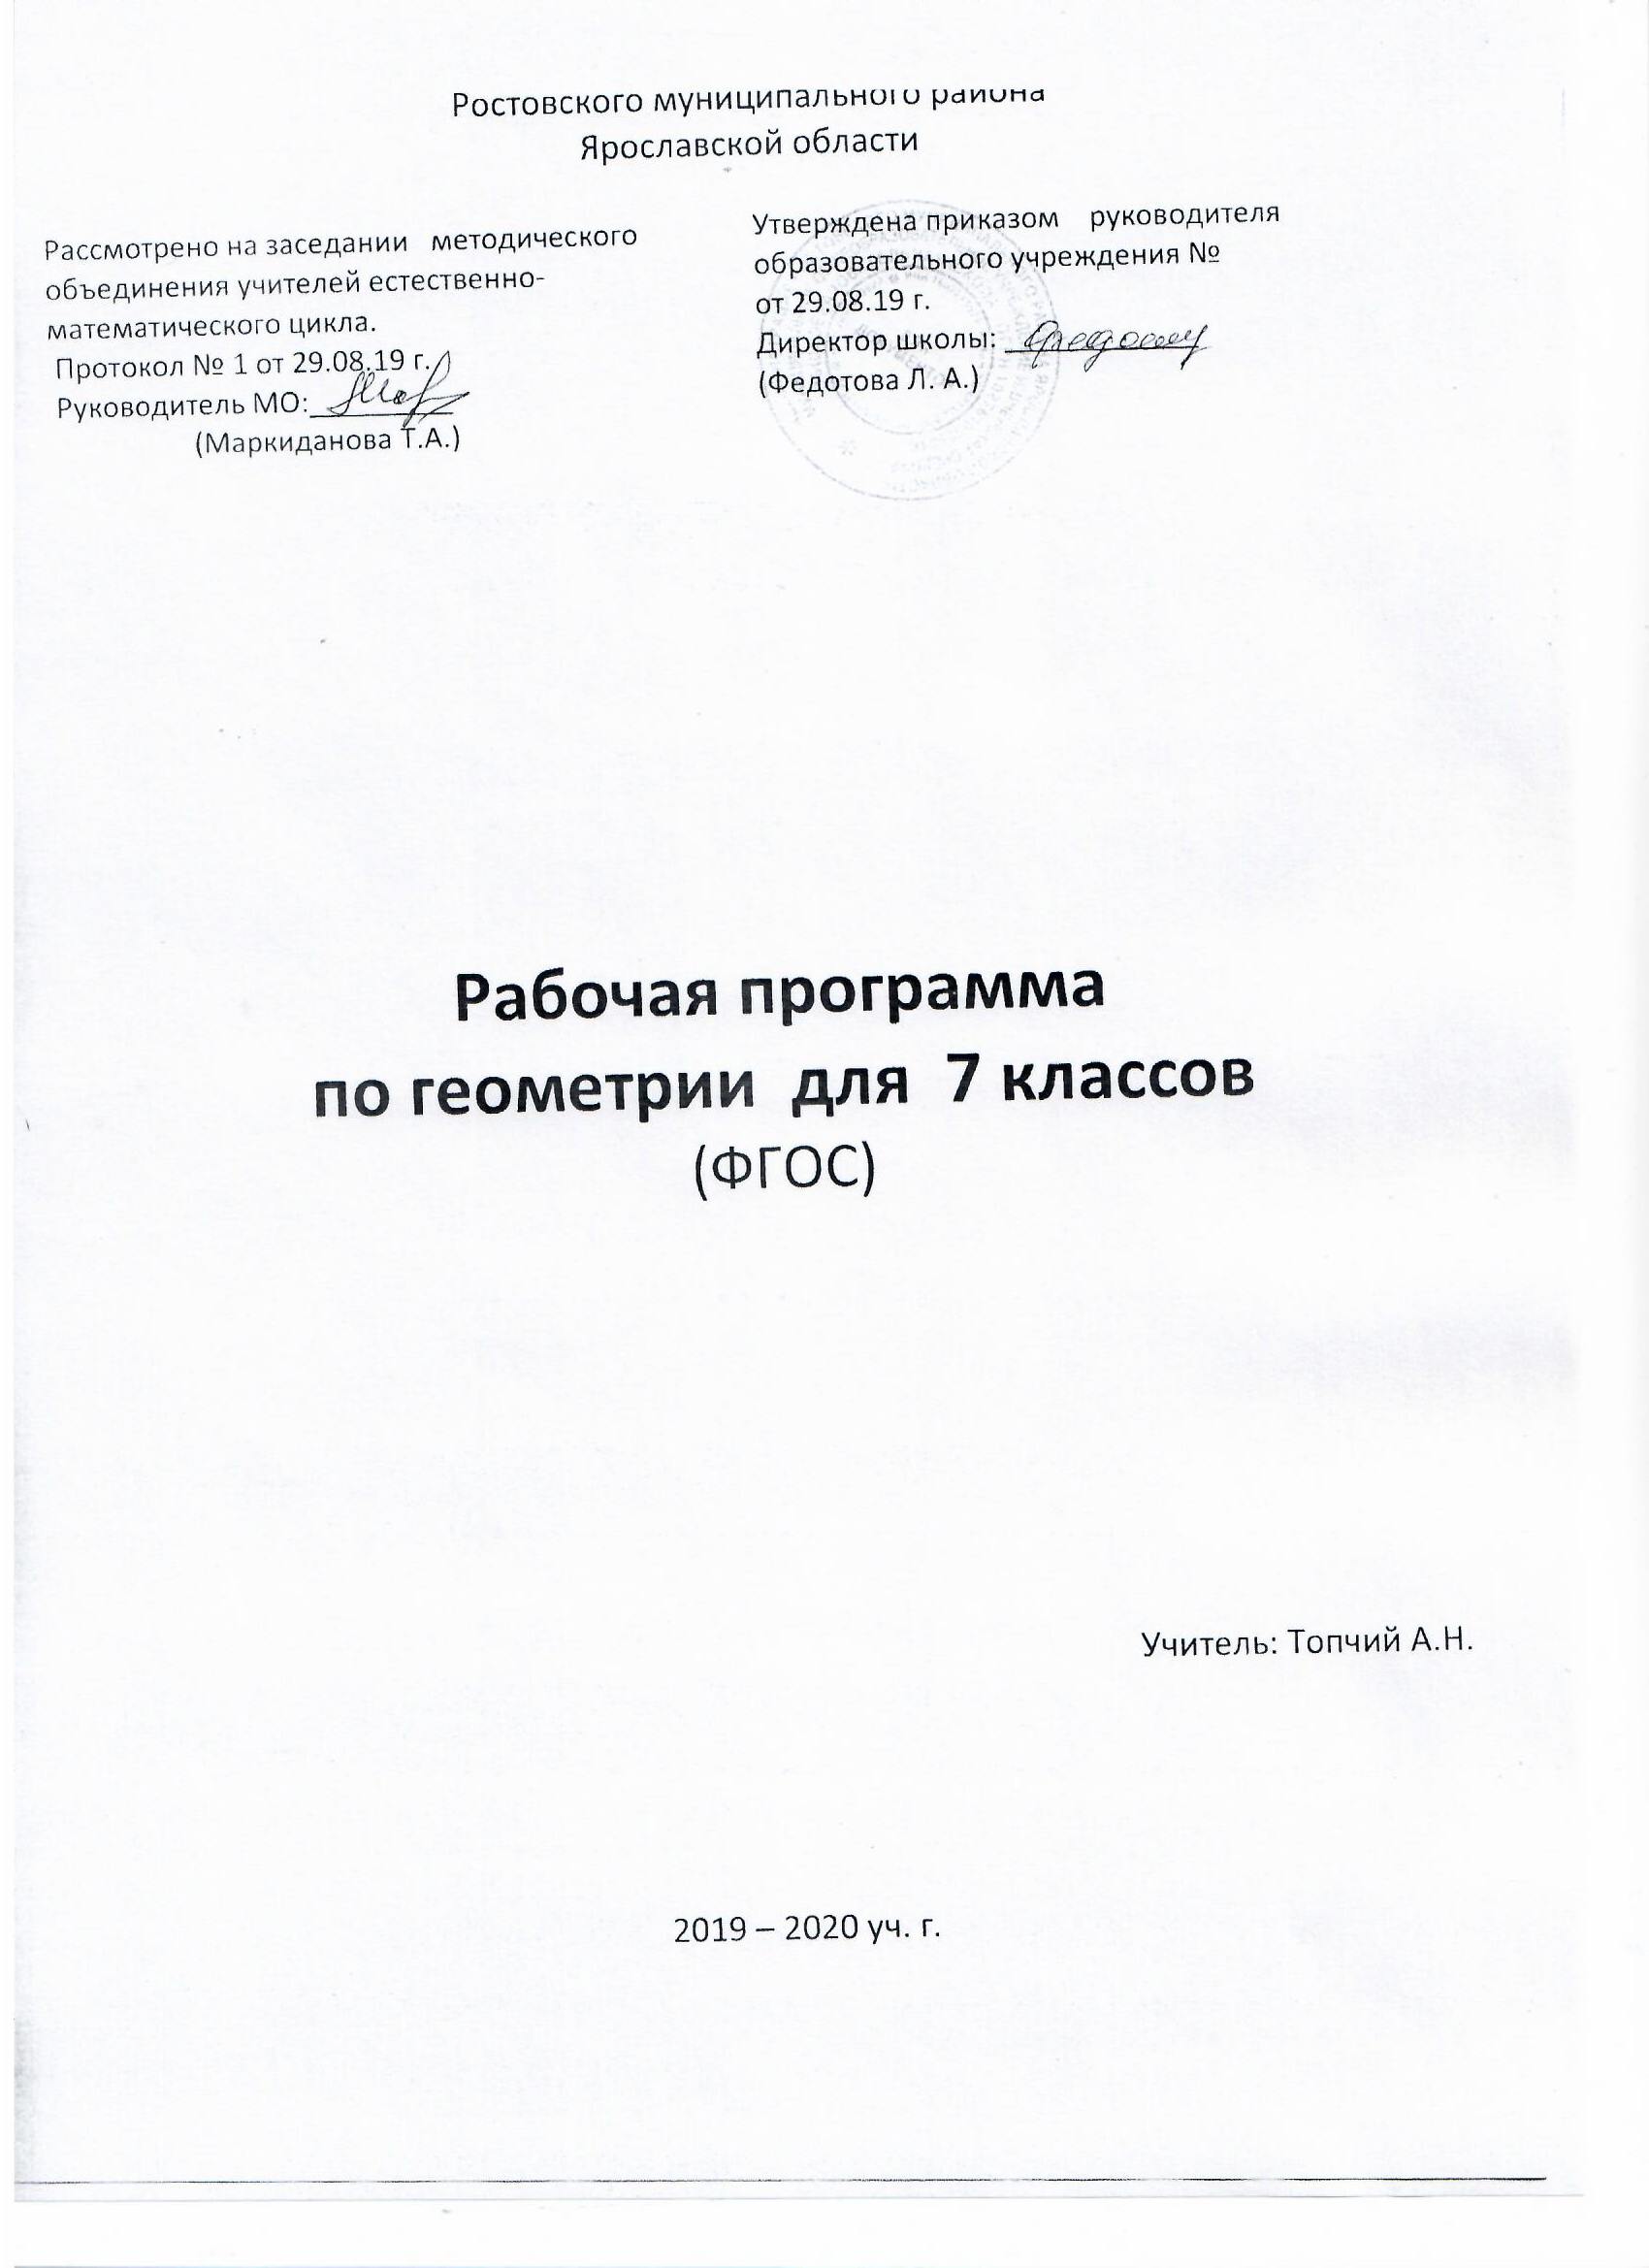 Ростовского муниципального района
Ярославской области
Рассмотрено на заседании методического
объединения учителей естественно-
математического цикла.
Протокол № 1 от 29.08.19 г.
Руководитель МО:
(Маркиданова Т.А.)
Утверждена приказом руководителя
образовательного учреждения №
от 29.08.19 г.
Директор школы:
(Федотова Л. А.)
Рабочая программа
по геометрии для 7 классов
(ФГОС)
Учитель: Топчий А.Н.
2019 – 2020 уч. г.